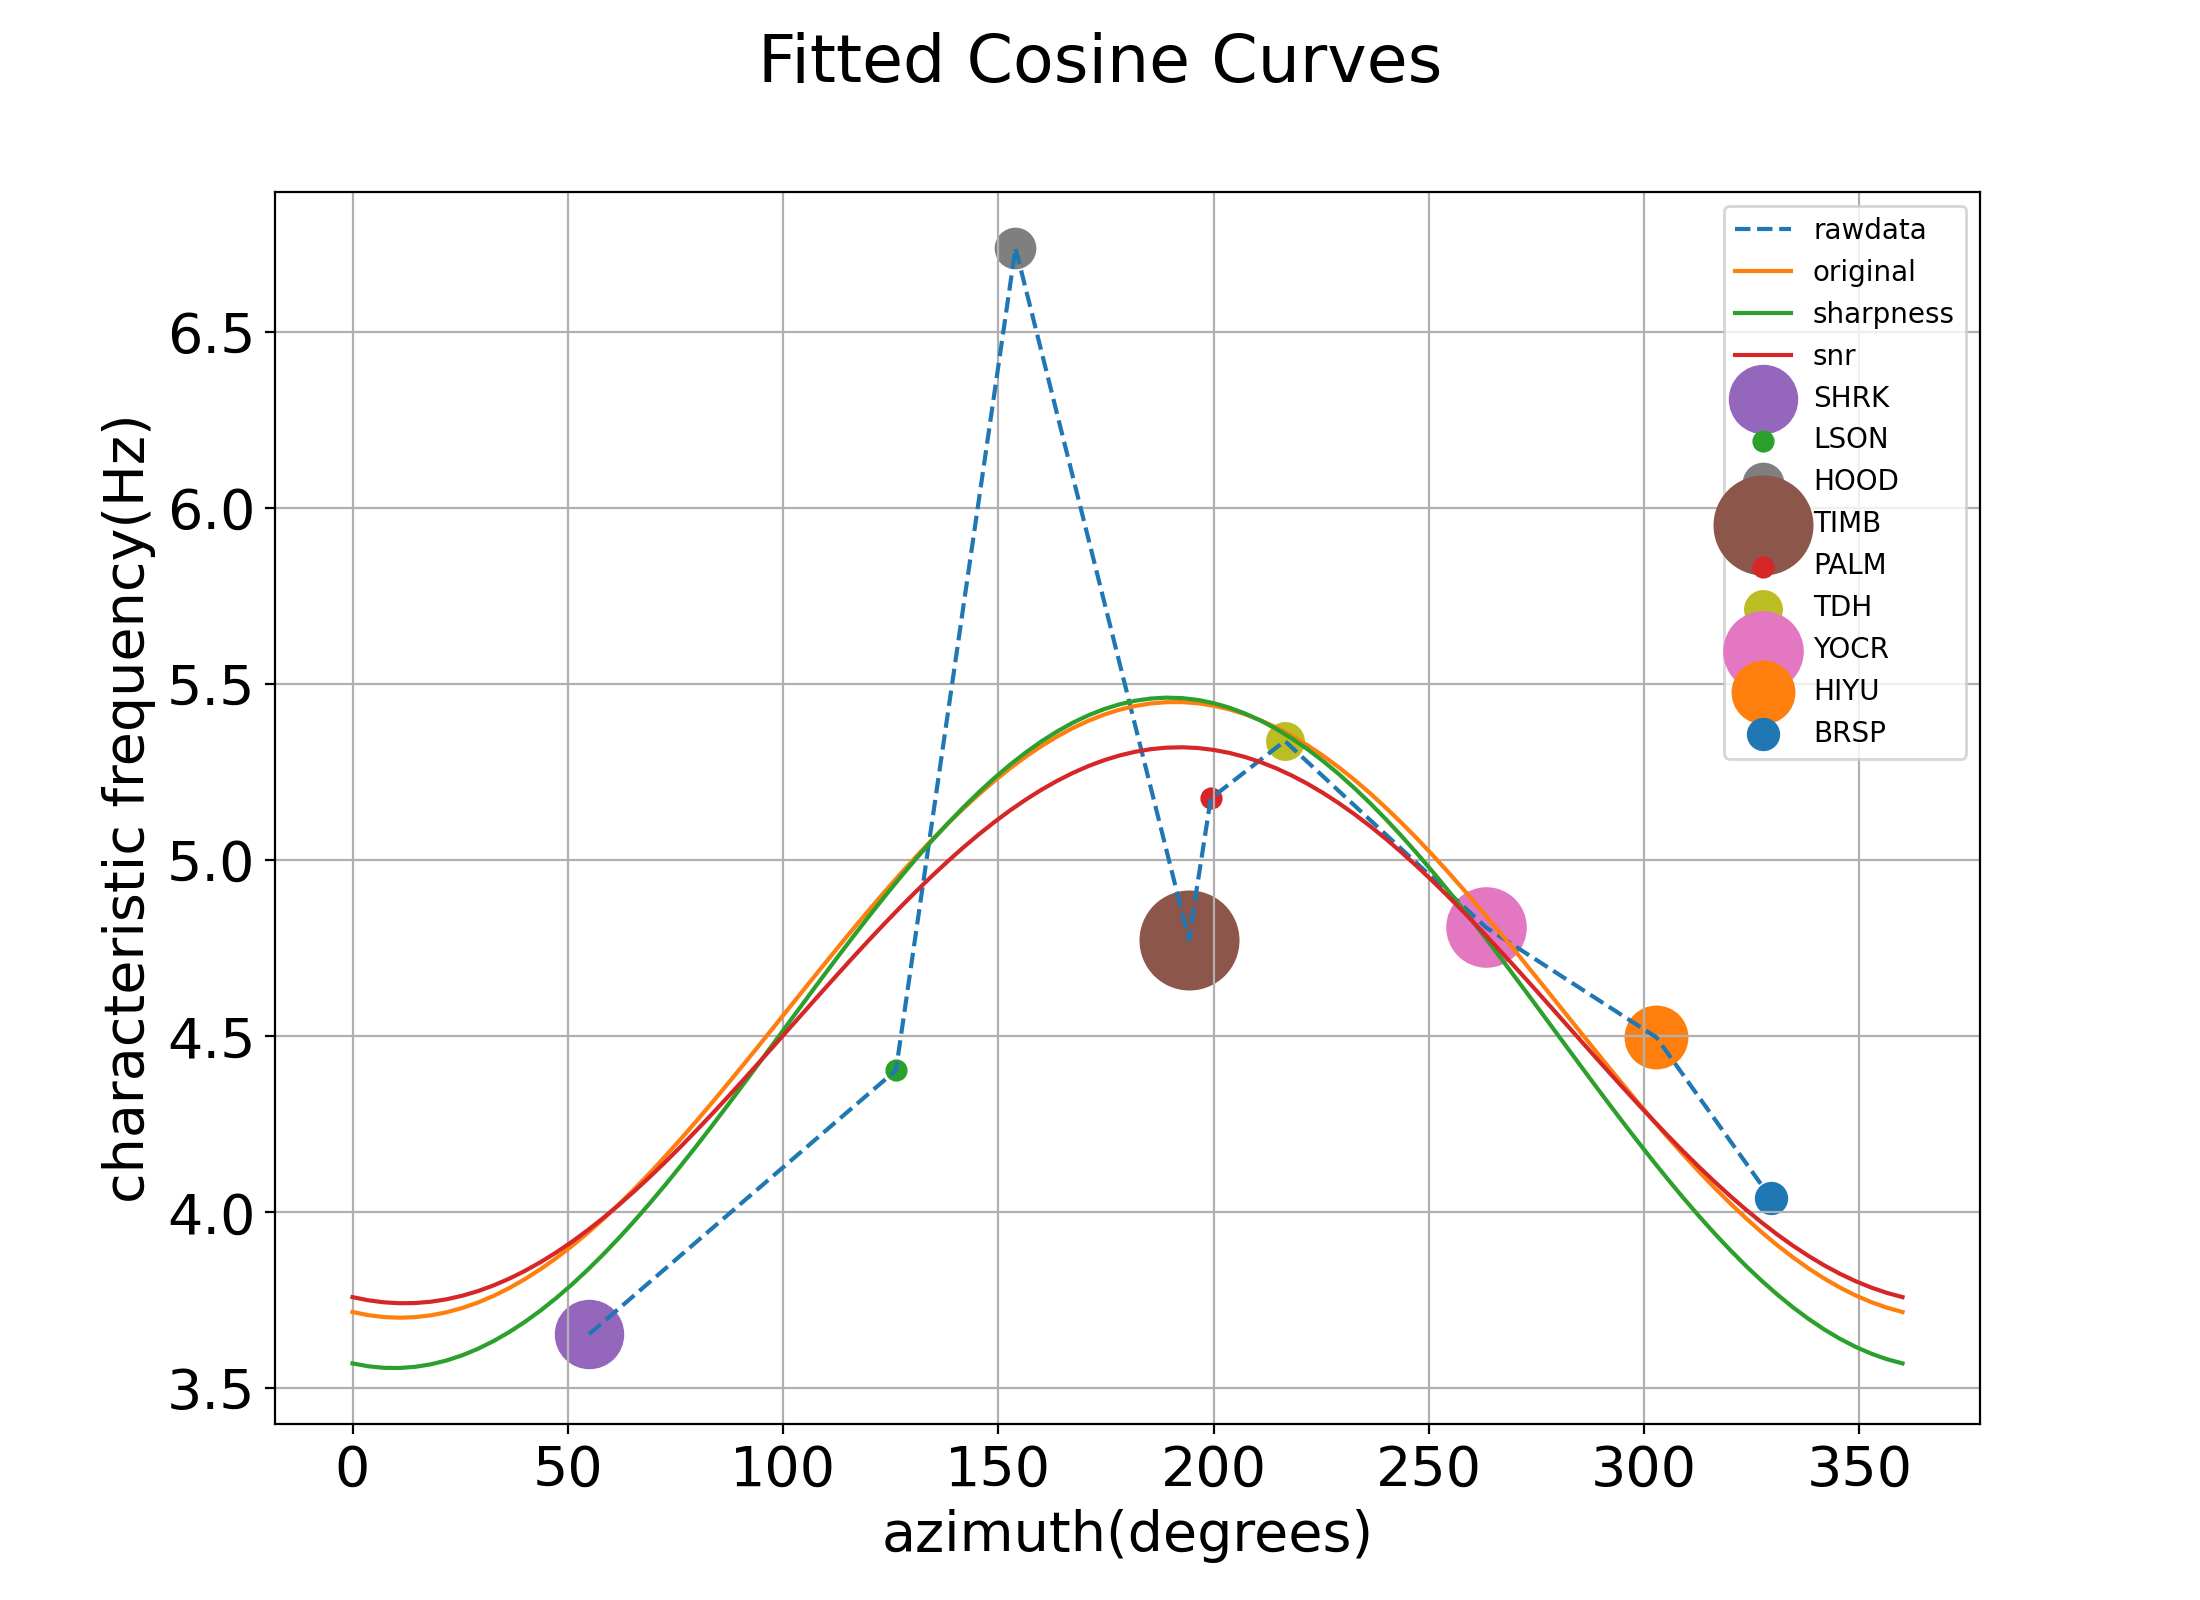 Fitted Cosine Curves
characteristic frequency(Hz)
6.5
6.0
5.5
5.0
4.5
4.0
3.5
rawdata
original
sharpness
snr
SHRK
LSON
HOOD
TIMB
PALM
TDH
YOCR
HIYU
BRSP
0 50 100 150 200 250 300 350
azimuth(degrees)